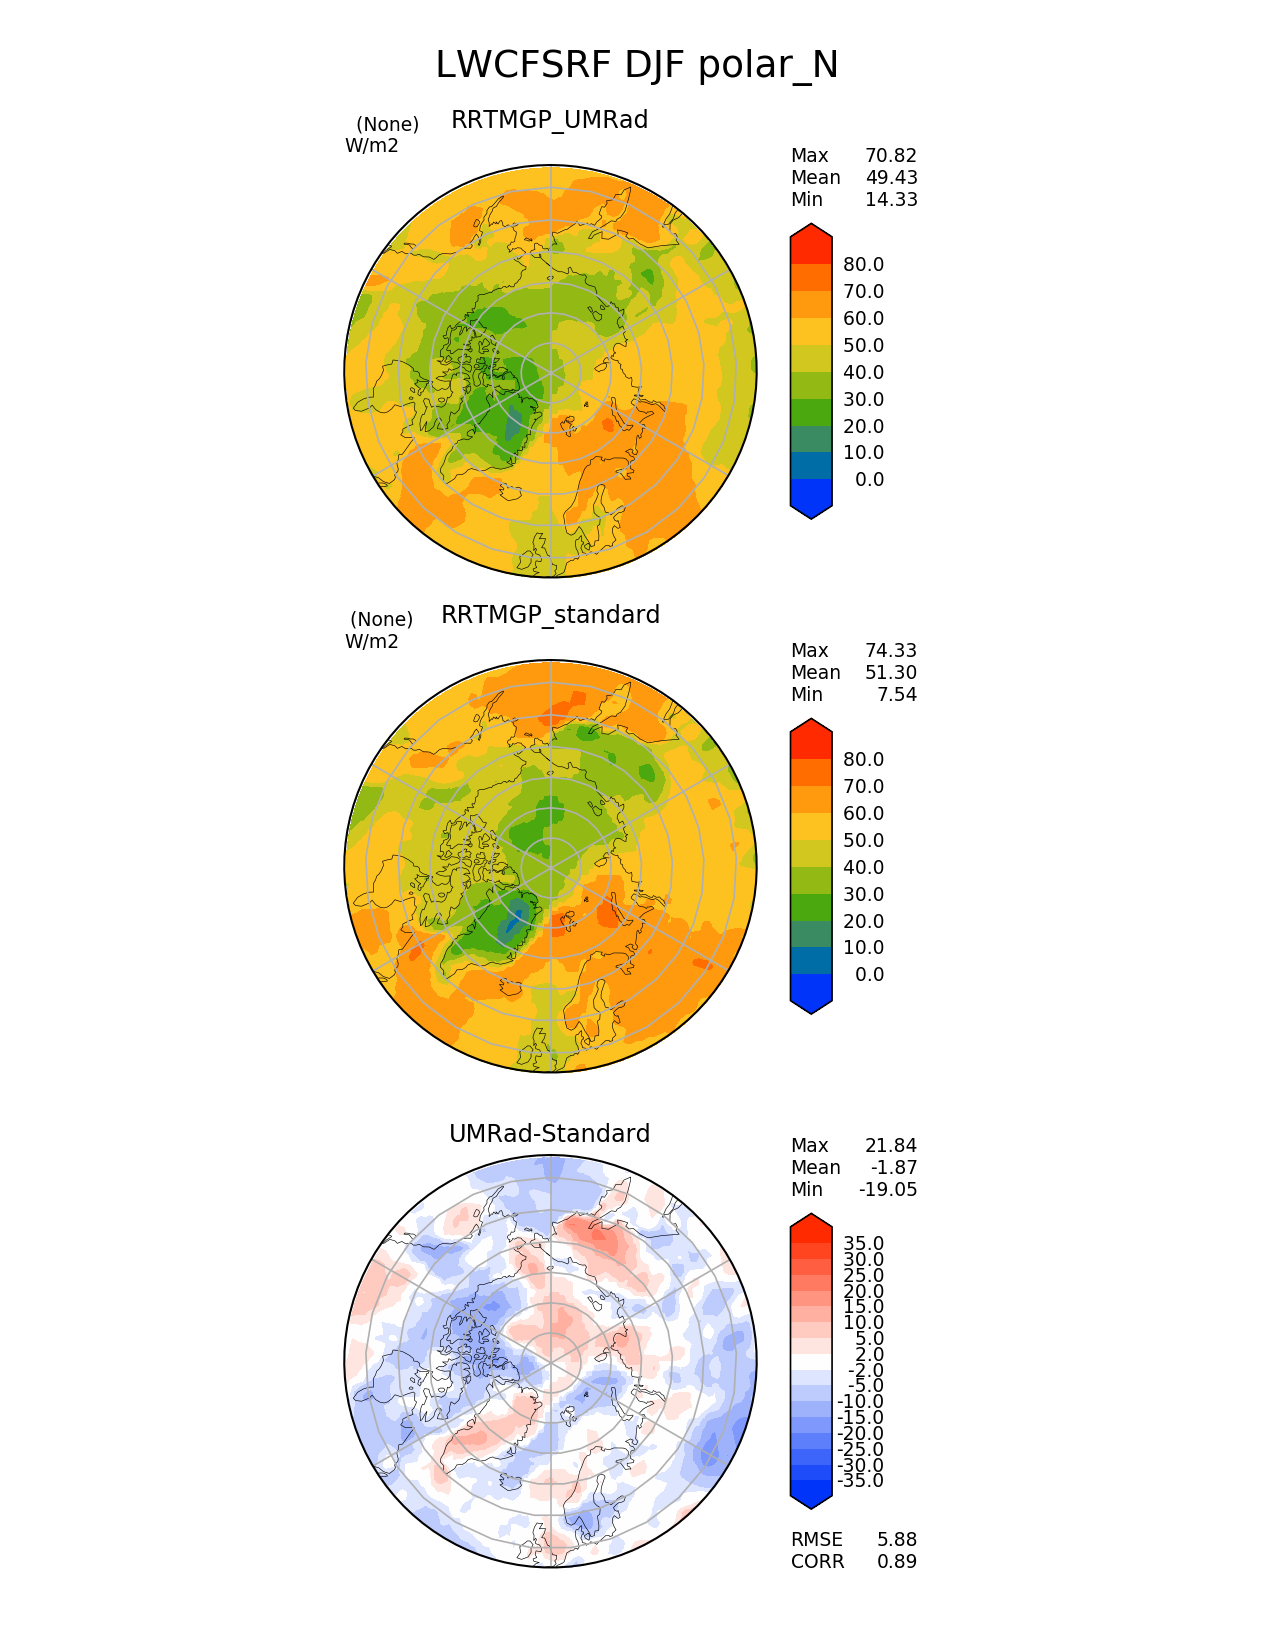 LWCFSRF DJF polar_N
(None) RRTMGP_UMRad
W/m2
Max 70.82
Mean 49.43
Min 14.33
80.0
70.0
60.0
50.0
40.0
30.0
20.0
10.0
0.0
(None) RRTMGP_standard
W/m2
Max 74.33
Mean 51.30
Min 7.54
80.0
70.0
60.0
50.0
40.0
30.0
20.0
10.0
0.0
UMRad-Standard
Max 21.84
Mean -1.87
Min -19.05
35.0
30.0
25.0
20.0
15.0
10.0
5.0
2.0
-2.0
-5.0
-10.0
-15.0
-20.0
-25.0
-30.0
-35.0
RMSE 5.88
CORR 0.89